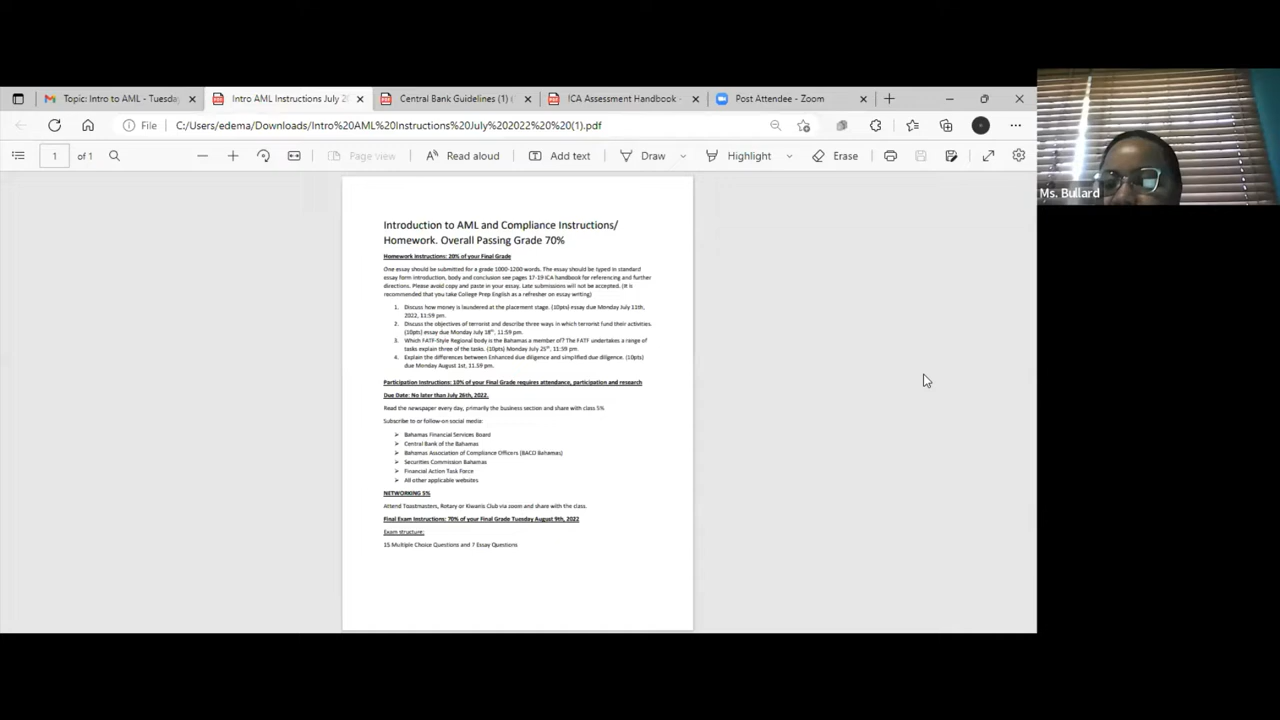 Topic: Intro to AML - Tuesda
Intro AML Instructions July 2
Central Bank Guidelines (1) (
ICA Assessment Handbook -
Post Attendee - Zoom
File
C:/Users/edema/Downloads/Intro%20AML%20Instructions%20July%202022%20%20(1).pdf
1 of 1
Page view
Read aloud
Add text
Draw
Highlight
Erase
Ms. Bullard
Introduction to AML and Compliance Instructions/
Homework. Overall Passing Grade 70%
Homework Instructions: 20% of your Final Grade
One essay should be submitted for a grade 1000-1200 words. The essay should be typed in standard
essay form introduction, body and conclusion see pages 17-19 ICA handbook for referencing and further
directions. Please avoid copy and paste in your essay. Late submissions will not be accepted. (It is
recommended that you take College Prep English as a refresher on essay writing)
1. Discuss how money is laundered at the placement stage. (10pts) essay due Monday July 11th,
2022, 11:59 pm.
2. Discuss the objectives of terrorist and describe three ways in which terrorist fund their activities.
(10pts) essay due Monday July 18th, 11:59 pm.
3. Which FATF-Style Regional body is the Bahamas a member of? The FATF undertakes a range of
tasks explain three of the tasks. (10pts) Monday July 25th, 11:59 pm
4. Explain the differences between Enhanced due diligence and simplified due diligence. (10pts)
due Monday August 1st, 11.59 pm.
Participation Instructions: 10% of your Final Grade requires attendance, participation and research
Due Date: No later than July 26th, 2022.
Read the newspaper every day, primarily the business section and share with class 5%
Subscribe to or follow-on social media:
➢ Bahamas Financial Services Board
➢ Central Bank of the Bahamas
➢ Bahamas Association of Compliance Officers (BACO Bahamas)
➢ Securities Commission Bahamas
➢ Financial Action Task Force
➢ All other applicable websites
NETWORKING 5%
Attend Toastmasters, Rotary or Kiwanis Club via zoom and share with the class.
Final Exam Instructions: 70% of your Final Grade Tuesday August 9th, 2022
Exam structure:
15 Multiple Choice Questions and 7 Essay Questions